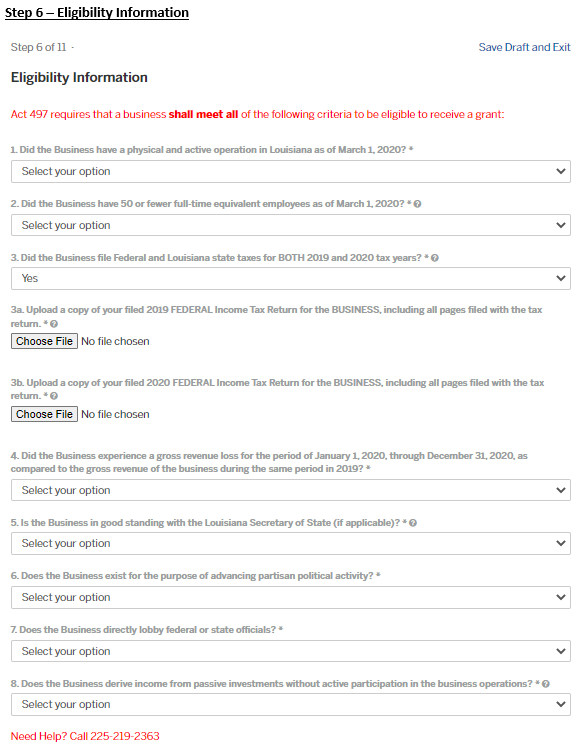 Step 6 – Eligibility Information
Step 6 of 11 ·
Save Draft and Exit
Eligibility Information
Act 497 requires that a business shall meet all of the following criteria to be eligible to receive a grant:
1. Did the Business have a physical and active operation in Louisiana as of March 1, 2020? *
Select your option
2. Did the Business have 50 or fewer full-time equivalent employees as of March 1, 2020? * ?
Select your option
3. Did the Business file Federal and Louisiana state taxes for BOTH 2019 and 2020 tax years? * ?
Yes
3a. Upload a copy of your filed 2019 FEDERAL Income Tax Return for the BUSINESS, including all pages filed with the tax
return. * ?
Choose File No file chosen
3b. Upload a copy of your filed 2020 FEDERAL Income Tax Return for the BUSINESS, including all pages filed with the tax
return. * ?
Choose File No file chosen
4. Did the Business experience a gross revenue loss for the period of January 1, 2020, through December 31, 2020, as
compared to the gross revenue of the business during the same period in 2019? *
Select your option
5. Is the Business in good standing with the Louisiana Secretary of State (if applicable)? * ?
Select your option
6. Does the Business exist for the purpose of advancing partisan political activity? *
Select your option
7. Does the Business directly lobby federal or state officials? *
Select your option
8. Does the Business derive income from passive investments without active participation in the business operations? * ?
Select your option
Need Help? Call 225-219-2363